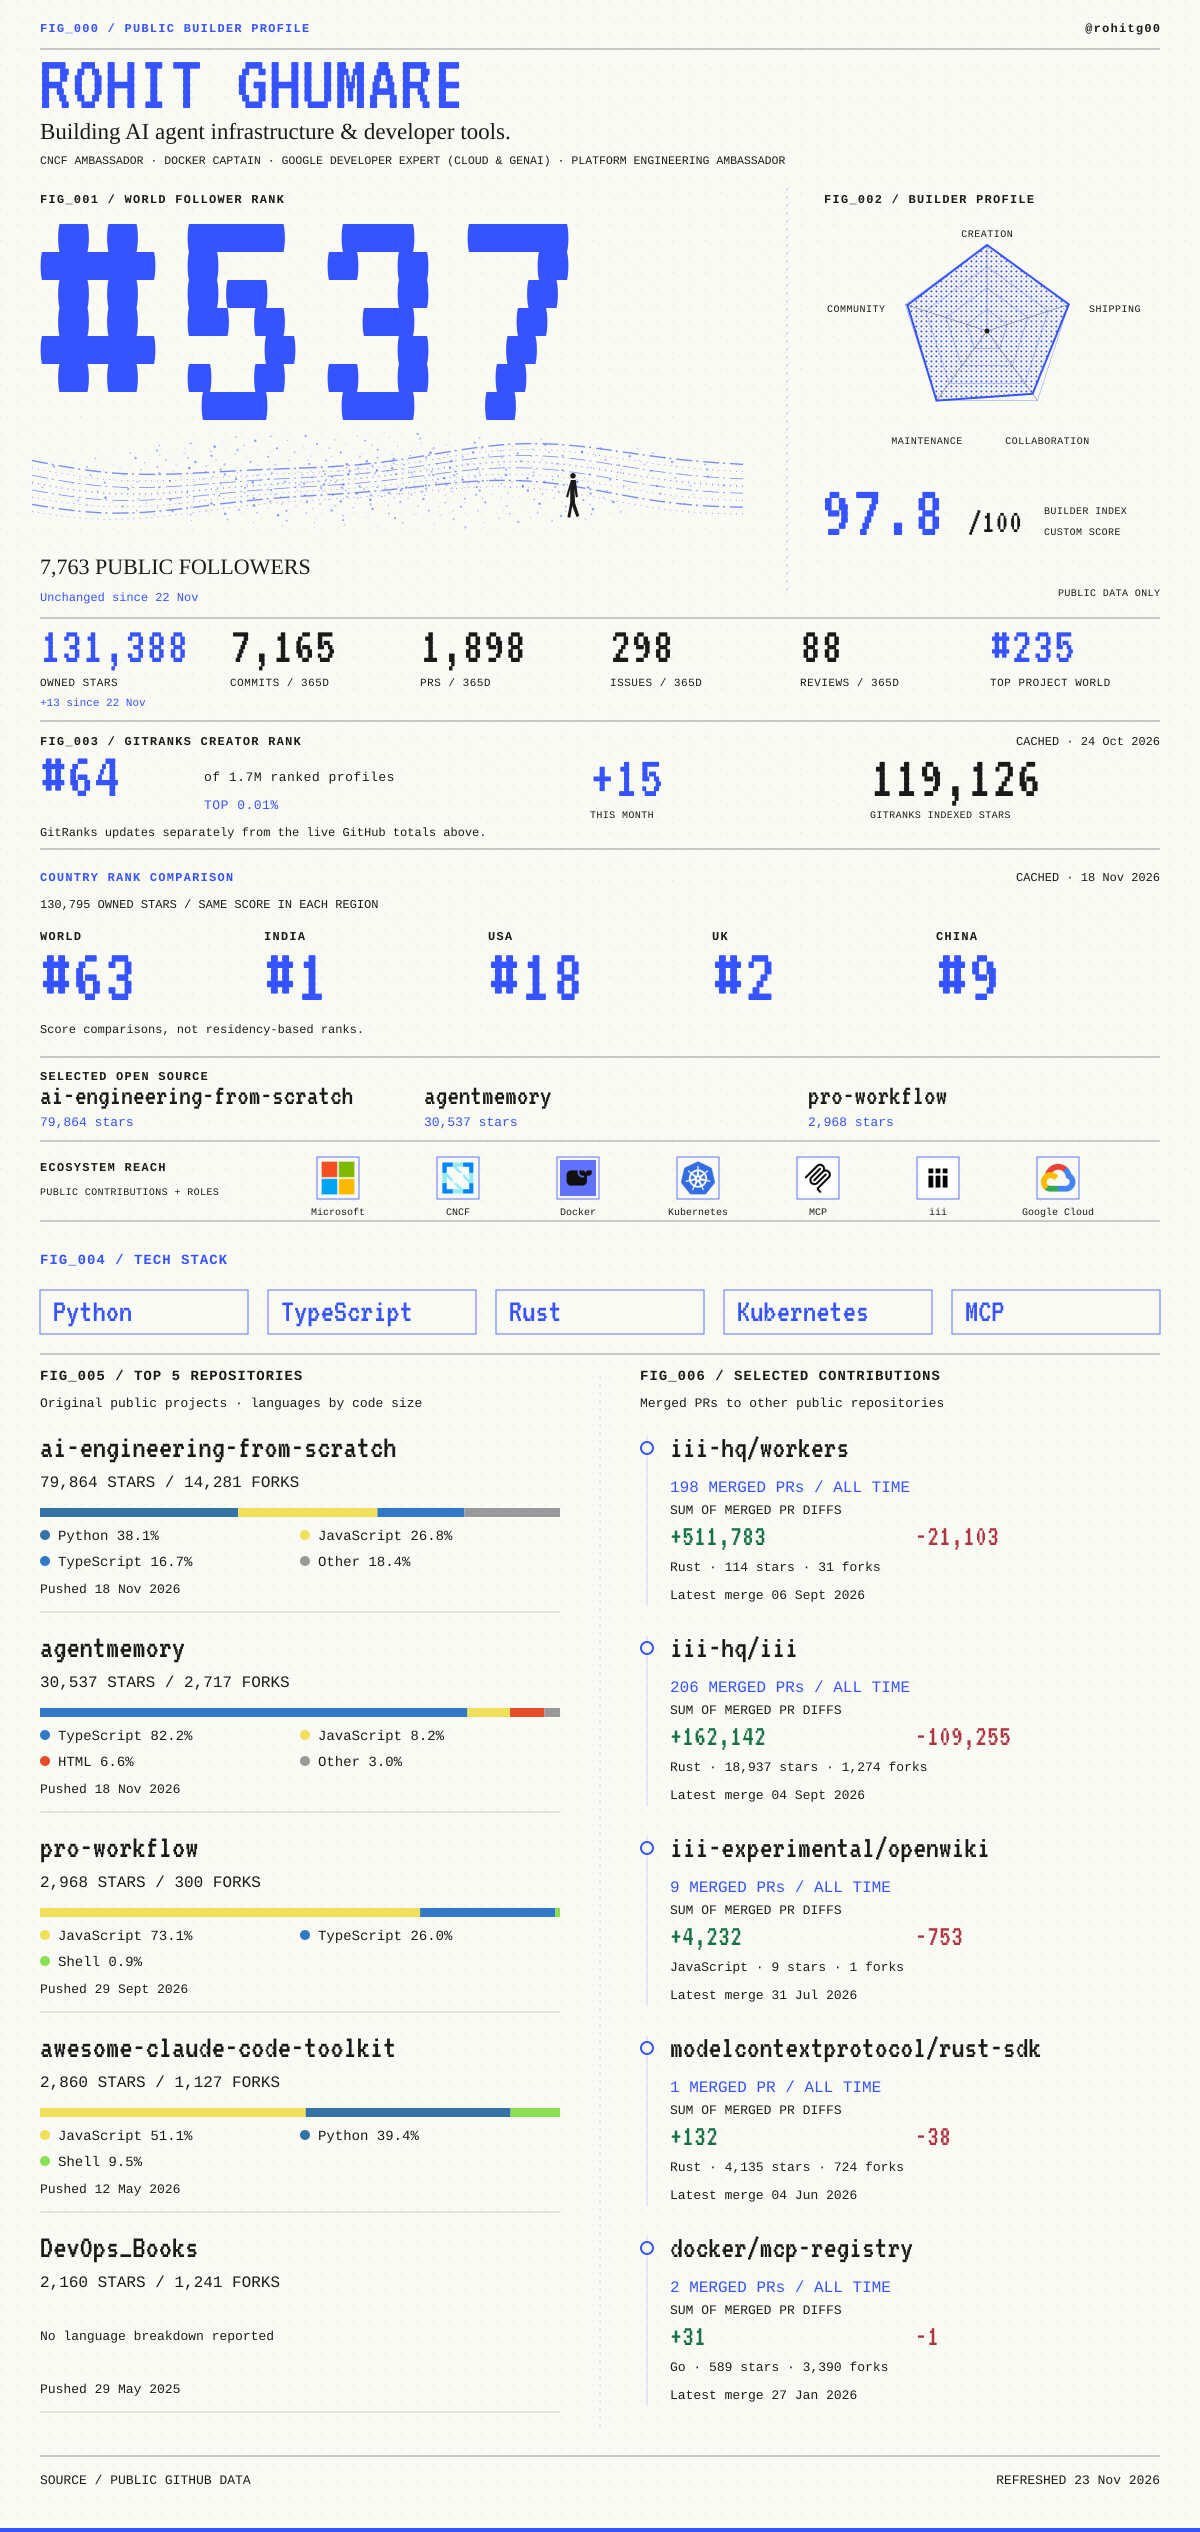 FIG_000 / PUBLIC BUILDER PROFILE
@rohitg00
ROHIT GHUMARE
Building AI agent infrastructure & developer tools.
CNCF AMBASSADOR · DOCKER CAPTAIN · GOOGLE DEVELOPER EXPERT (CLOUD & GENAI) · PLATFORM ENGINEERING AMBASSADOR
FIG_001 / WORLD FOLLOWER RANK
#537
7,763 PUBLIC FOLLOWERS
Unchanged since 22 Nov
FIG_002 / BUILDER PROFILE
CREATION
COMMUNITY
SHIPPING
MAINTENANCE
COLLABORATION
97.8 /100
BUILDER INDEX
CUSTOM SCORE
PUBLIC DATA ONLY
131,388
OWNED STARS
+13 since 22 Nov
7,165
COMMITS / 365D
1,898
PRS / 365D
298
ISSUES / 365D
88
REVIEWS / 365D
#235
TOP PROJECT WORLD
FIG_003 / GITRANKS CREATOR RANK
CACHED · 24 Oct 2026
#64
of 1.7M ranked profiles
TOP 0.01%
+15
THIS MONTH
119,126
GITRANKS INDEXED STARS
GitRanks updates separately from the live GitHub totals above.
COUNTRY RANK COMPARISON
CACHED · 18 Nov 2026
130,795 OWNED STARS / SAME SCORE IN EACH REGION
WORLD
#63
INDIA
#1
USA
#18
UK
#2
CHINA
#9
Score comparisons, not residency-based ranks.
SELECTED OPEN SOURCE
ai-engineering-from-scratch
79,864 stars
agentmemory
30,537 stars
pro-workflow
2,968 stars
ECOSYSTEM REACH
PUBLIC CONTRIBUTIONS + ROLES
Microsoft
CNCF
Docker
Kubernetes
MCP
iii
Google Cloud
FIG_004 / TECH STACK
Python
TypeScript
Rust
Kubernetes
MCP
FIG_005 / TOP 5 REPOSITORIES
Original public projects · languages by code size
ai-engineering-from-scratch
79,864 STARS / 14,281 FORKS
Python 38.1%
JavaScript 26.8%
TypeScript 16.7%
Other 18.4%
Pushed 18 Nov 2026
agentmemory
30,537 STARS / 2,717 FORKS
TypeScript 82.2%
JavaScript 8.2%
HTML 6.6%
Other 3.0%
Pushed 18 Nov 2026
pro-workflow
2,968 STARS / 300 FORKS
JavaScript 73.1%
TypeScript 26.0%
Shell 0.9%
Pushed 29 Sept 2026
awesome-claude-code-toolkit
2,860 STARS / 1,127 FORKS
JavaScript 51.1%
Python 39.4%
Shell 9.5%
Pushed 12 May 2026
DevOps_Books
2,160 STARS / 1,241 FORKS
No language breakdown reported
Pushed 29 May 2025
FIG_006 / SELECTED CONTRIBUTIONS
Merged PRs to other public repositories
iii-hq/workers
198 MERGED PRs / ALL TIME
SUM OF MERGED PR DIFFS
+511,783
-21,103
Rust · 114 stars · 31 forks
Latest merge 06 Sept 2026
iii-hq/iii
206 MERGED PRs / ALL TIME
SUM OF MERGED PR DIFFS
+162,142
-109,255
Rust · 18,937 stars · 1,274 forks
Latest merge 04 Sept 2026
iii-experimental/openwiki
9 MERGED PRs / ALL TIME
SUM OF MERGED PR DIFFS
+4,232
-753
JavaScript · 9 stars · 1 forks
Latest merge 31 Jul 2026
modelcontextprotocol/rust-sdk
1 MERGED PR / ALL TIME
SUM OF MERGED PR DIFFS
+132
-38
Rust · 4,135 stars · 724 forks
Latest merge 04 Jun 2026
docker/mcp-registry
2 MERGED PRs / ALL TIME
SUM OF MERGED PR DIFFS
+31
-1
Go · 589 stars · 3,390 forks
Latest merge 27 Jan 2026
SOURCE / PUBLIC GITHUB DATA
REFRESHED 23 Nov 2026